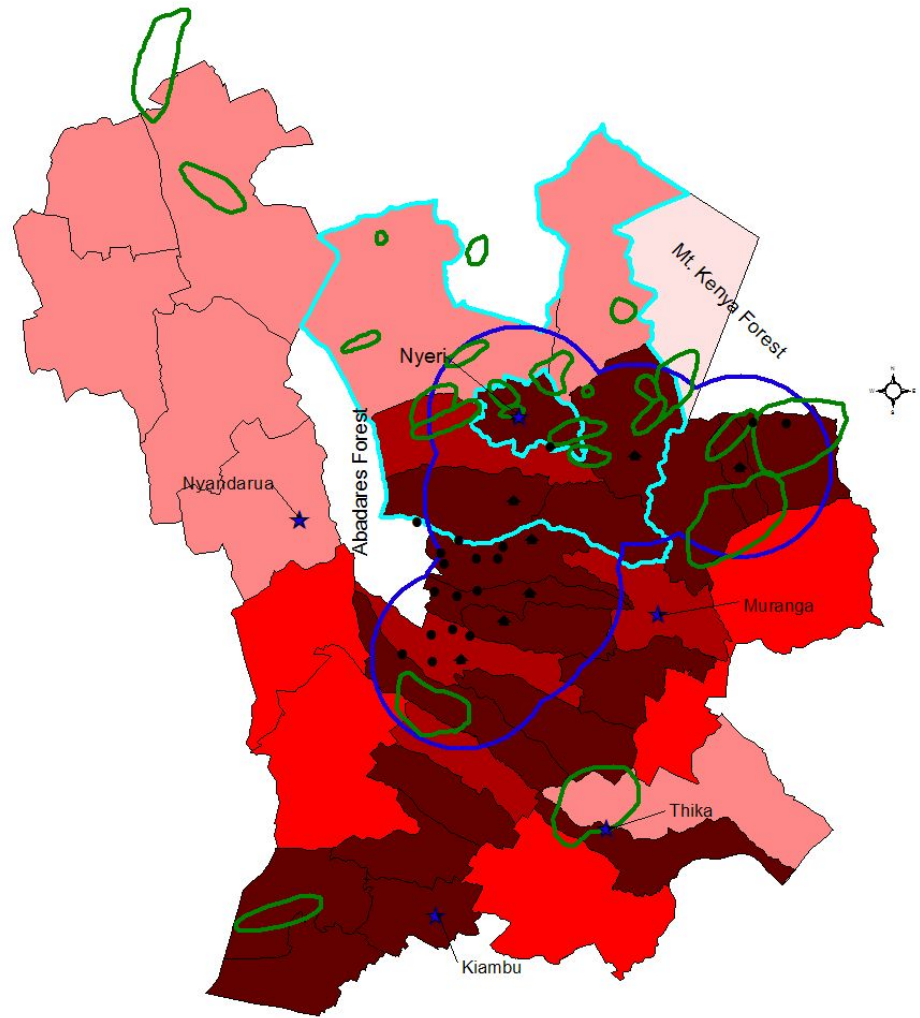 Mt. Kenya Forest
Nyeri
N
W
E
S
Abadares Forest
Nyandarua
Muranga
Thika
Kiambu